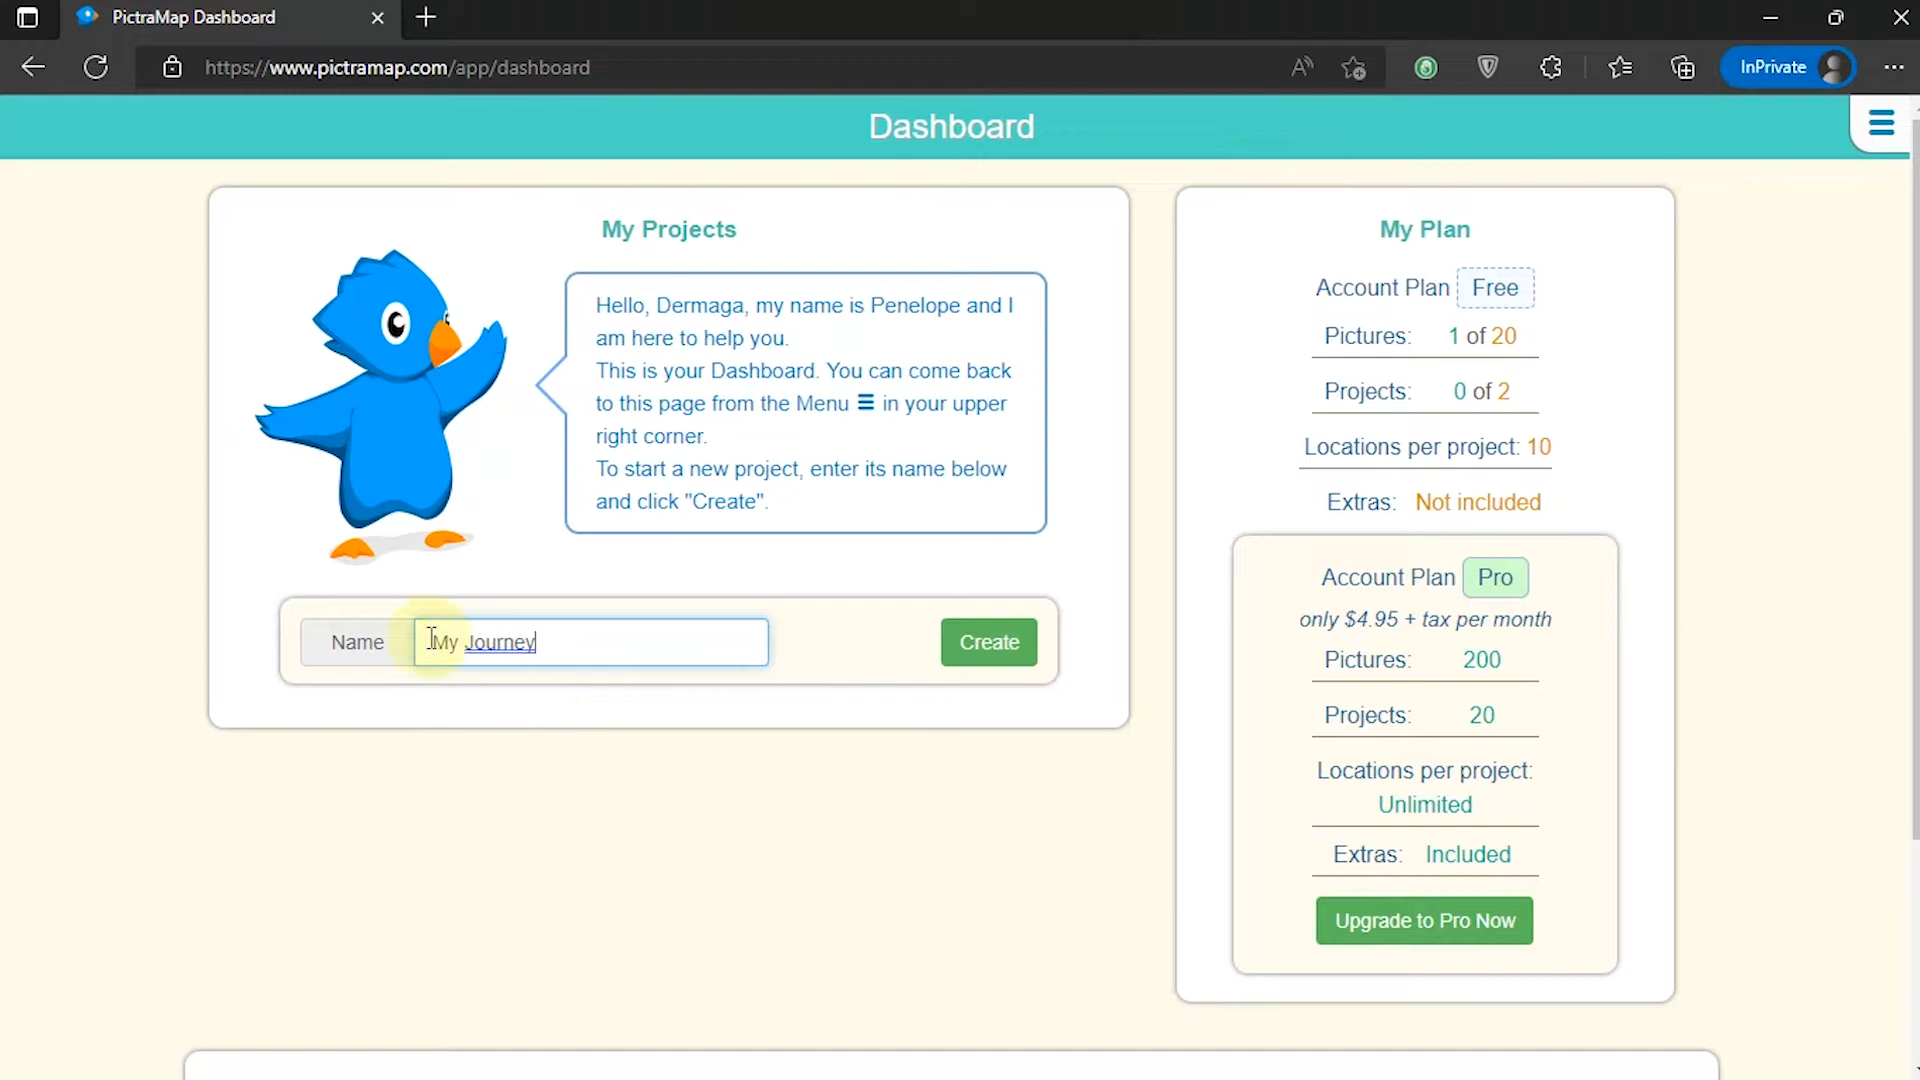 PictraMap Dashboard
https://www.pictramap.com/app/dashboard
InPrivate
Dashboard
My Projects
Hello, Dermaga, my name is Penelope and I
am here to help you.
This is your Dashboard. You can come back
to this page from the Menu ☰ in your upper
right corner.
To start a new project, enter its name below
and click "Create".
Name
My Journey
Create
My Plan
Account Plan Free
Pictures: 1 of 20
Projects: 0 of 2
Locations per project: 10
Extras: Not included
Account Plan Pro
only $4.95 + tax per month
Pictures: 200
Projects: 20
Locations per project:
Unlimited
Extras: Included
Upgrade to Pro Now